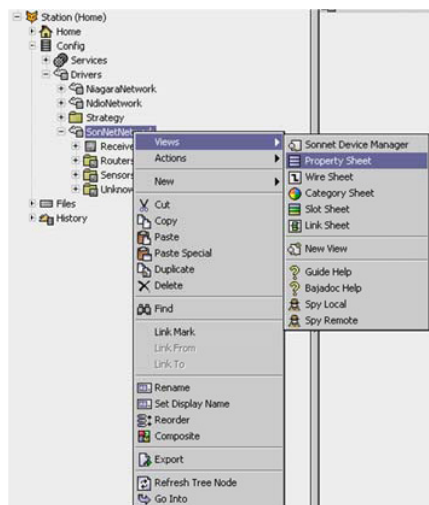 Station (Home)
Home
Config
Services
Drivers
NiagaraNetwork
NdioNetwork
Strategy
SonNetNetwork
Receive
Routers
Sensors
Unknow
Files
History
Views
Actions
New
Cut
Copy
Paste
Paste Special
Duplicate
Delete
Find
Link Mark
Link From
Link To
Rename
Set Display Name
Reorder
Composite
Export
Refresh Tree Node
Go Into
Sonnet Device Manager
Property Sheet
Wire Sheet
Category Sheet
Slot Sheet
Link Sheet
New View
Guide Help
Bajadoc Help
Spy Local
Spy Remote